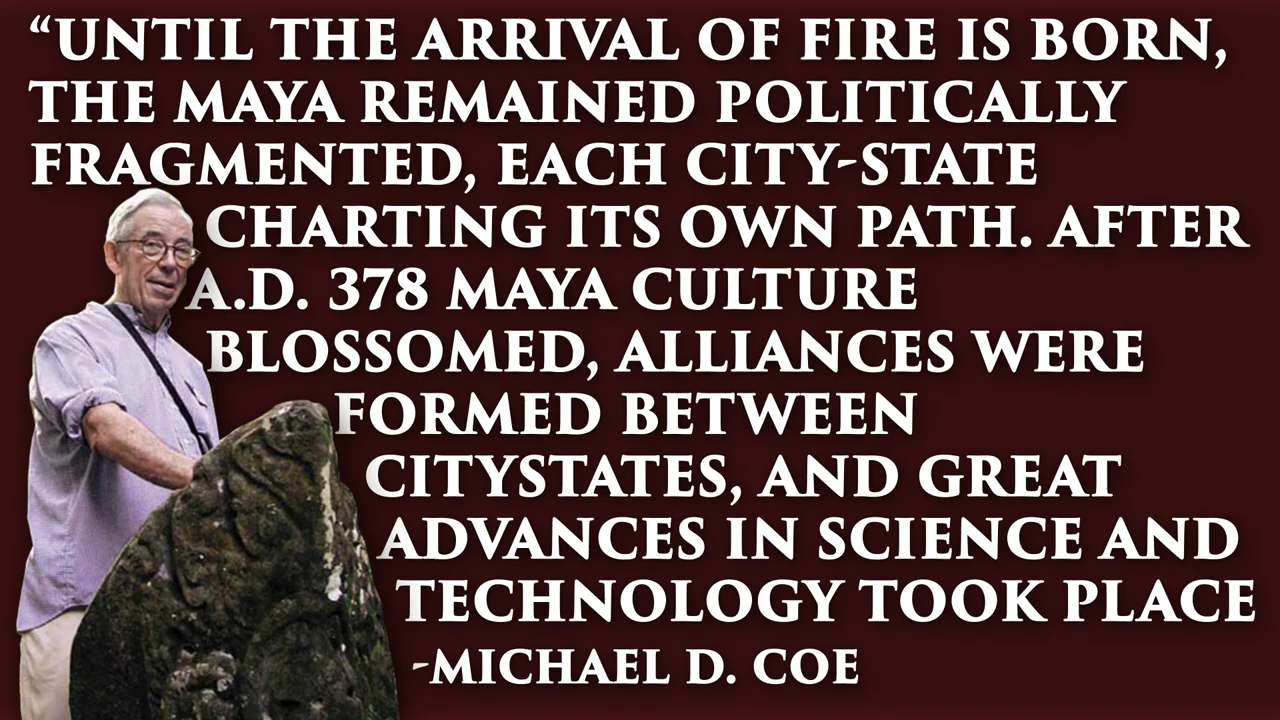 “UNTIL THE ARRIVAL OF FIRE IS BORN,
THE MAYA REMAINED POLITICALLY
FRAGMENTED, EACH CITY-STATE
CHARTING ITS OWN PATH. AFTER
A.D. 378 MAYA CULTURE
BLOSSOMED, ALLIANCES WERE
FORMED BETWEEN
CITYSTATES, AND GREAT
ADVANCES IN SCIENCE AND
TECHNOLOGY TOOK PLACE
-MICHAEL D. COE